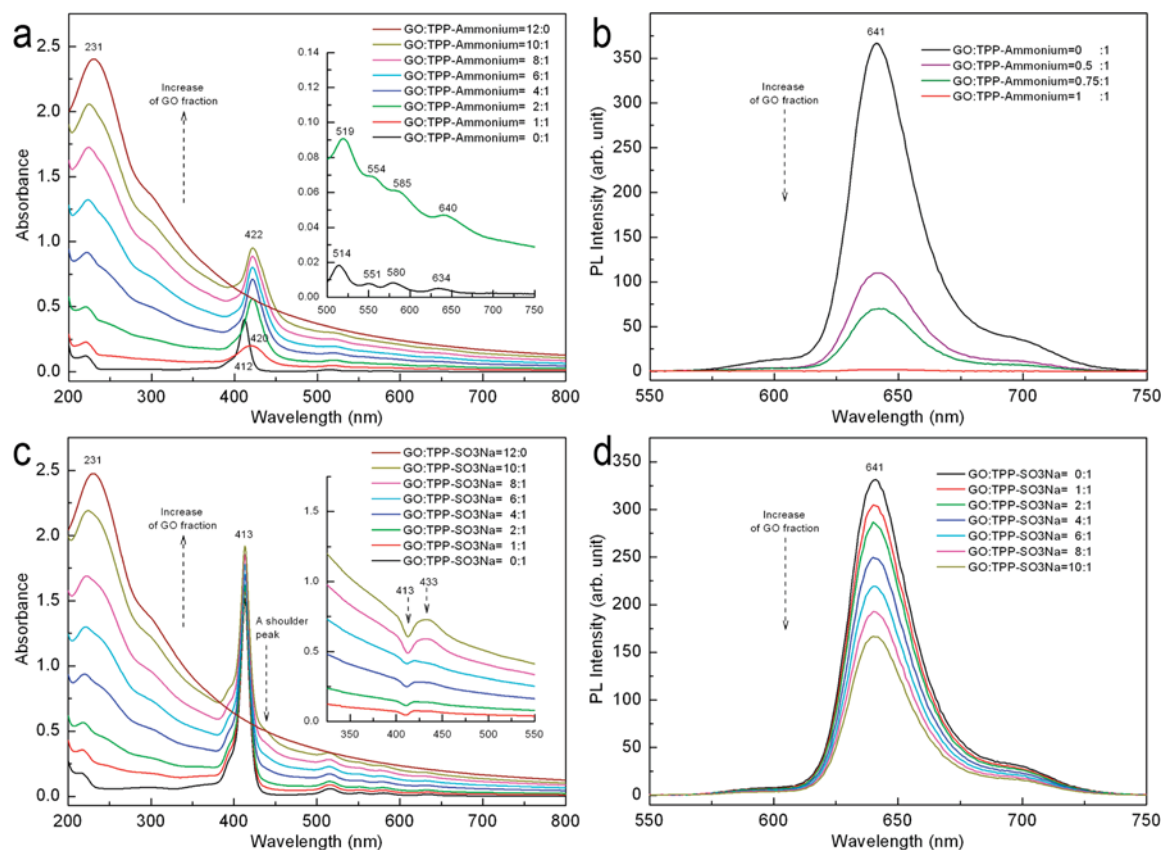 a
GO:TPP-Ammonium=12:0
GO:TPP-Ammonium=10:1
GO:TPP-Ammonium= 8:1
GO:TPP-Ammonium= 6:1
GO:TPP-Ammonium= 4:1
GO:TPP-Ammonium= 2:1
GO:TPP-Ammonium= 1:1
GO:TPP-Ammonium= 0:1
231
Increase
of GO fraction
422
420
412
0.14
0.12
0.10
0.08
0.06
0.04
0.02
0.00
519
554
585
640
514
551
580
634
500 550 600 650 700 750
2.5
2.0
1.5
1.0
0.5
0.0
Absorbance
200 300 400 500 600 700 800
Wavelength (nm)
b
641
GO:TPP-Ammonium=0 :1
GO:TPP-Ammonium=0.5 :1
GO:TPP-Ammonium=0.75:1
GO:TPP-Ammonium=1 :1
Increase
of GO fraction
350
300
250
200
150
100
50
0
PL Intensity (arb. unit)
550 600 650 700 750
Wavelength (nm)
c
GO:TPP-SO3Na=12:0
GO:TPP-SO3Na=10:1
GO:TPP-SO3Na= 8:1
GO:TPP-SO3Na= 6:1
GO:TPP-SO3Na= 4:1
GO:TPP-SO3Na= 2:1
GO:TPP-SO3Na= 1:1
GO:TPP-SO3Na= 0:1
231
Increase
of GO fraction
413
A shoulder
peak
1.5
1.0
0.5
0.0
413
433
350 400 450 500 550
2.5
2.0
1.5
1.0
0.5
0.0
Absorbance
200 300 400 500 600 700 800
Wavelength (nm)
d
641
GO:TPP-SO3Na= 0:1
GO:TPP-SO3Na= 1:1
GO:TPP-SO3Na= 2:1
GO:TPP-SO3Na= 4:1
GO:TPP-SO3Na= 6:1
GO:TPP-SO3Na= 8:1
GO:TPP-SO3Na=10:1
Increase
of GO fraction
350
300
250
200
150
100
50
0
PL Intensity (arb. unit)
550 600 650 700 750
Wavelength (nm)